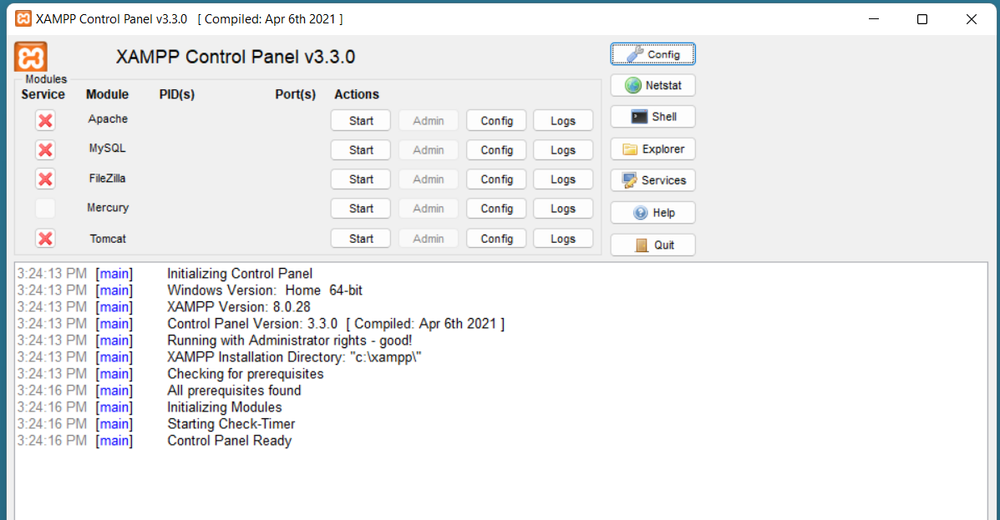 XAMPP Control Panel v3.3.0 [ Compiled: Apr 6th 2021 ]
XAMPP Control Panel v3.3.0
Config
Modules
Service Module PID(s) Port(s) Actions
Netstat
Apache Start Admin Config Logs
Shell
MySQL Start Admin Config Logs
Explorer
FileZilla Start Admin Config Logs
Services
Mercury Start Admin Config Logs
Help
Tomcat Start Admin Config Logs
Quit
3:24:13 PM [main] Initializing Control Panel
3:24:13 PM [main] Windows Version: Home 64-bit
3:24:13 PM [main] XAMPP Version: 8.0.28
3:24:13 PM [main] Control Panel Version: 3.3.0 [ Compiled: Apr 6th 2021 ]
3:24:13 PM [main] Running with Administrator rights - good!
3:24:13 PM [main] XAMPP Installation Directory: "c:\xampp\"
3:24:13 PM [main] Checking for prerequisites
3:24:16 PM [main] All prerequisites found
3:24:16 PM [main] Initializing Modules
3:24:16 PM [main] Starting Check-Timer
3:24:16 PM [main] Control Panel Ready